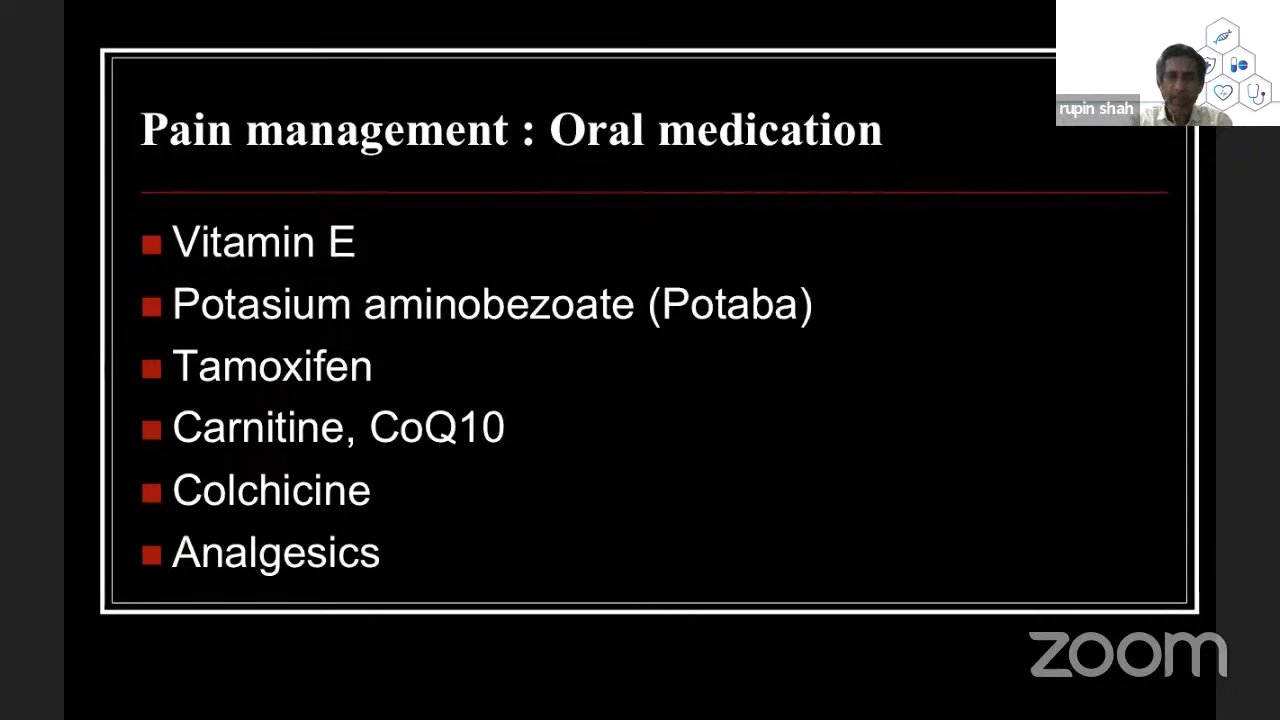 rupin shah
Pain management : Oral medication
Vitamin E
Potasium aminobezoate (Potaba)
Tamoxifen
Carnitine, CoQ10
Colchicine
Analgesics
zoom